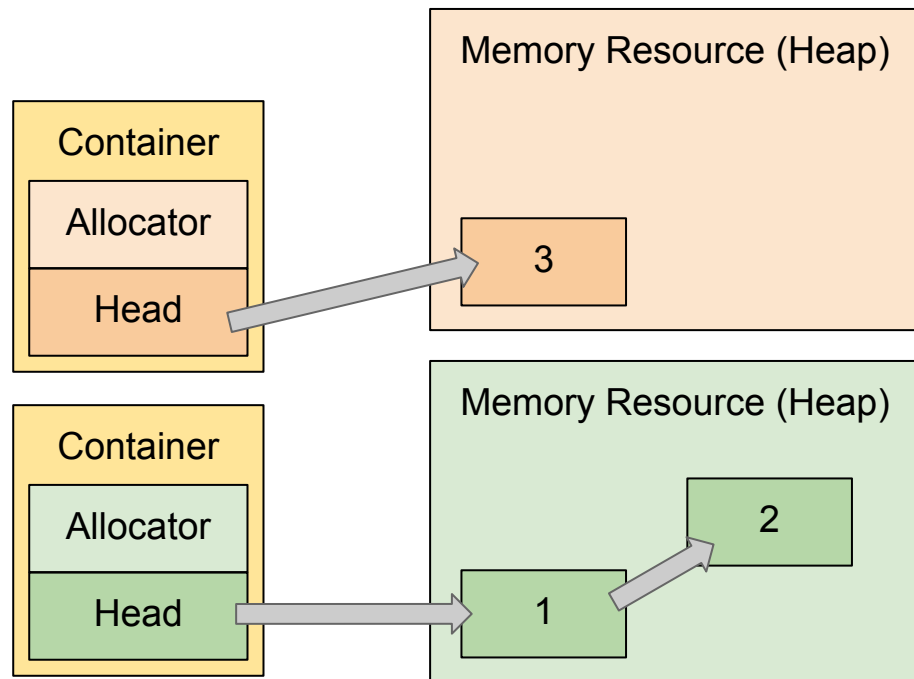 Memory Resource (Heap)
Container
Allocator
Head
3
Memory Resource (Heap)
Container
Allocator
Head
2
1